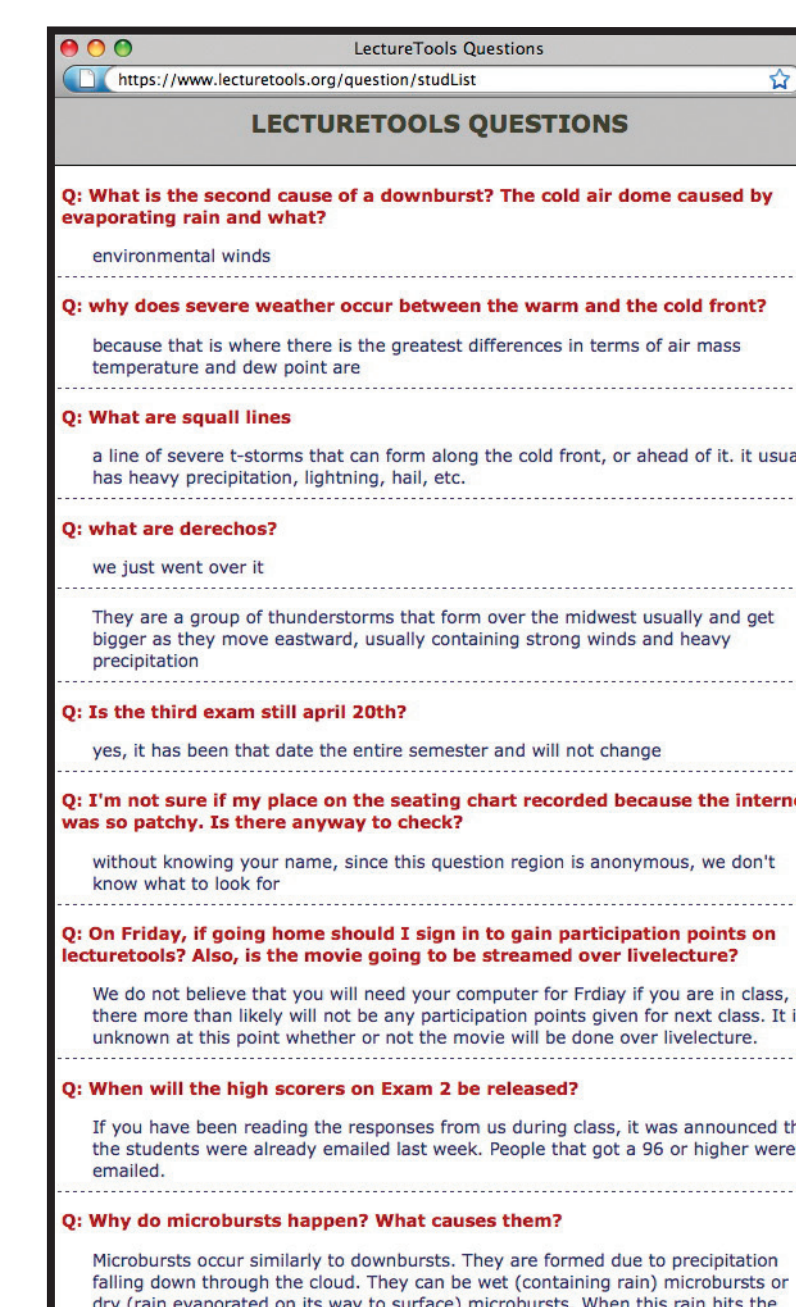 LectureTools Questions
https://www.lecturetools.org/question/studList
LECTURETOOLS QUESTIONS
Q: What is the second cause of a downburst? The cold air dome caused by
evaporating rain and what?
environmental winds
Q: why does severe weather occur between the warm and the cold front?
because that is where there is the greatest differences in terms of air mass
temperature and dew point are
Q: What are squall lines
a line of severe t-storms that can form along the cold front, or ahead of it. it
has heavy precipitation, lightning, hail, etc.
Q: what are derechos?
we just went over it
They are a group of thunderstorms that form over the midwest usually and get
bigger as they move eastward, usually containing strong winds and heavy
precipitation
Q: Is the third exam still april 20th?
yes, it has been that date the entire semester and will not change
Q: I'm not sure if my place on the seating chart recorded because the
was so patchy. Is there anyway to check?
without knowing your name, since this question region is anonymous, we don't
know what to look for
Q: On Friday, if going home should I sign in to gain participation points on
lecturetools? Also, is the movie going to be streamed over livelecture?
We do not believe that you will need your computer for Frdiay if you are in class,
there more than likely will not be any participation points given for next class. It
unknown at this point whether or not the movie will be done over livelecture.
Q: When will the high scorers on Exam 2 be released?
If you have been reading the responses from us during class, it was announced
the students were already emailed last week. People that got a 96 or higher were
emailed.
Q: Why do microbursts happen? What causes them?
Microbursts occur similarly to downbursts. They are formed due to precipitation
falling down through the cloud. They can be wet (containing rain) microbursts or
dry (rain evaporated on its way to surface) microbursts. When this rain hits the